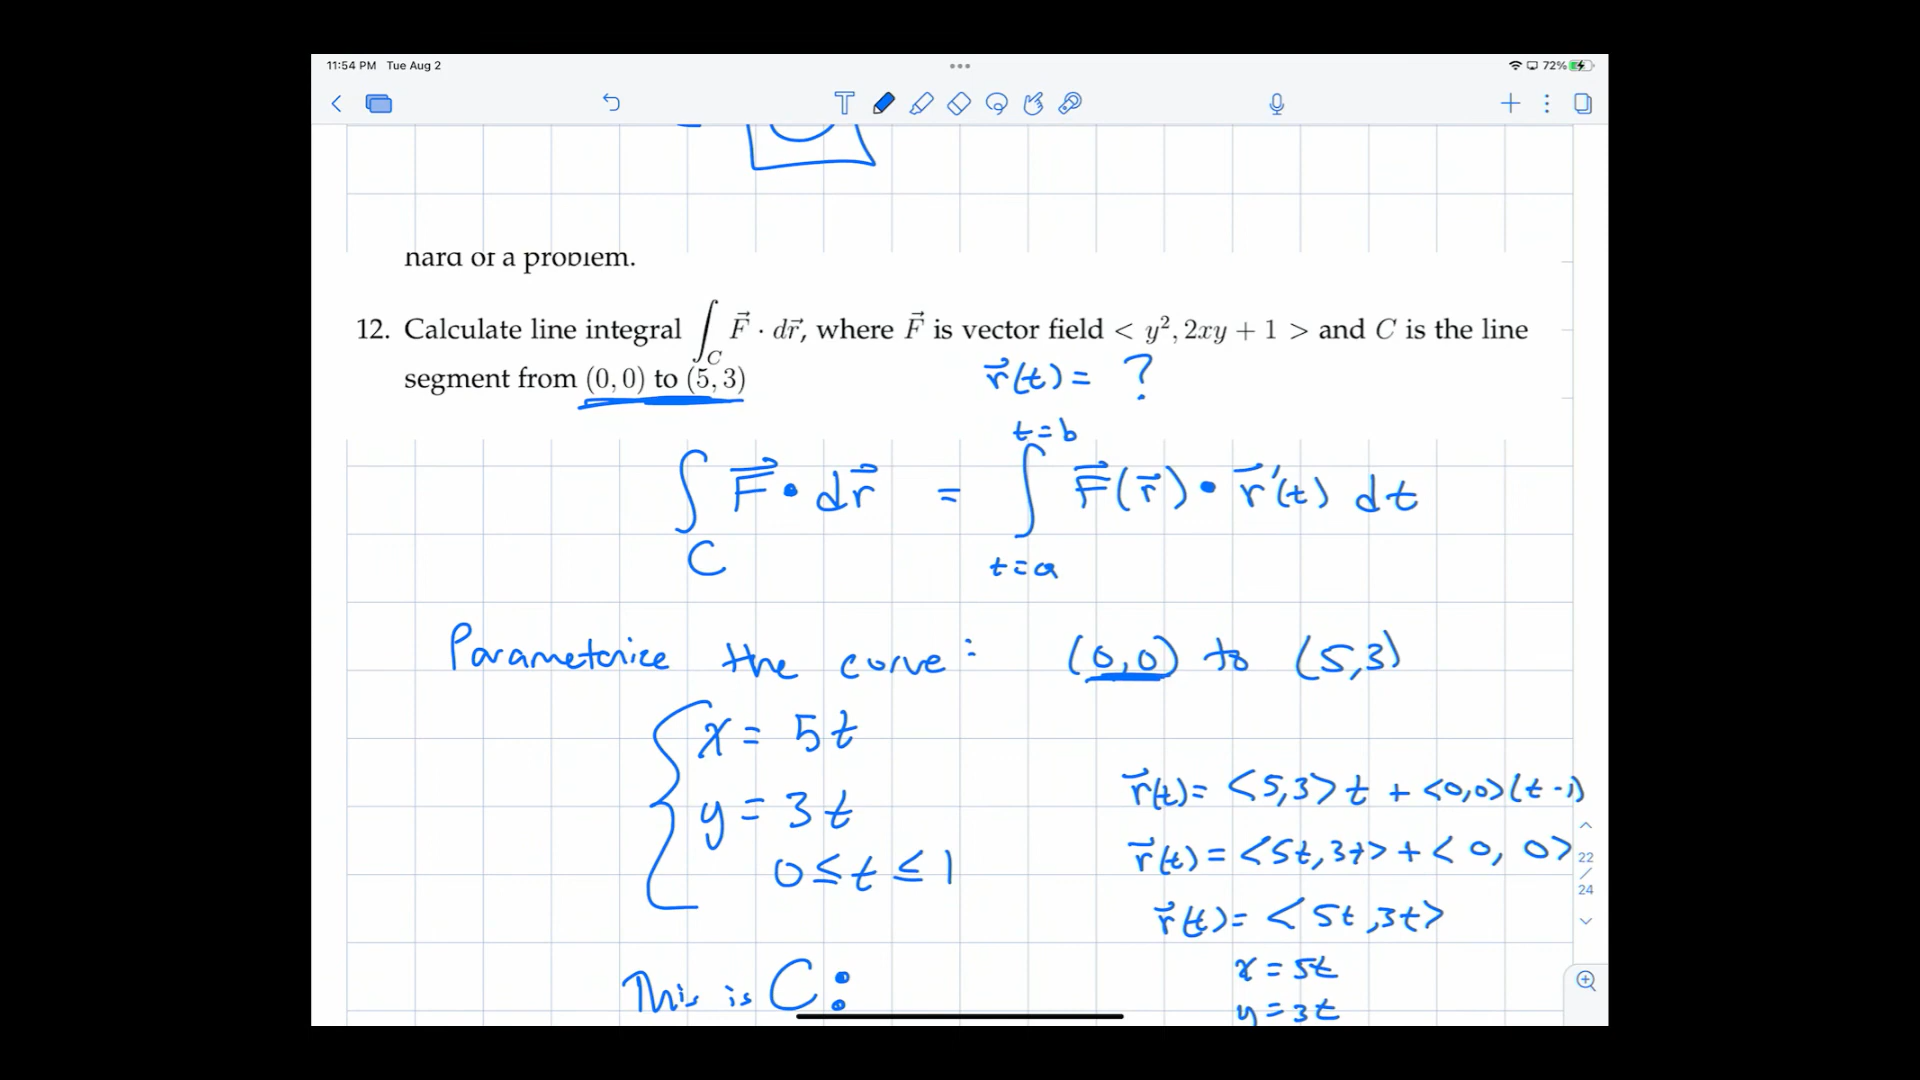 11:54 PM Tue Aug 2
72%
hard of a problem.
12. Calculate line integral ∫_C F⃗ · dr⃗, where F⃗ is vector field < y², 2xy + 1 > and C is the line
segment from (0, 0) to (5, 3)
r⃗(t) = ?
∫_C F⃗ • dr⃗ = ∫_{t=a}^{t=b} F⃗(r⃗) • r⃗'(t) dt
Parameterize the curve: (0,0) to (5,3)
x = 5t
y = 3t
0 ≤ t ≤ 1
r⃗(t) = <5,3> t + <0,0>(t-1)
r⃗(t) = <5t, 3t> + <0, 0>
r⃗(t) = <5t, 3t>
x = 5t
y = 3t
22
/
24
This is C: